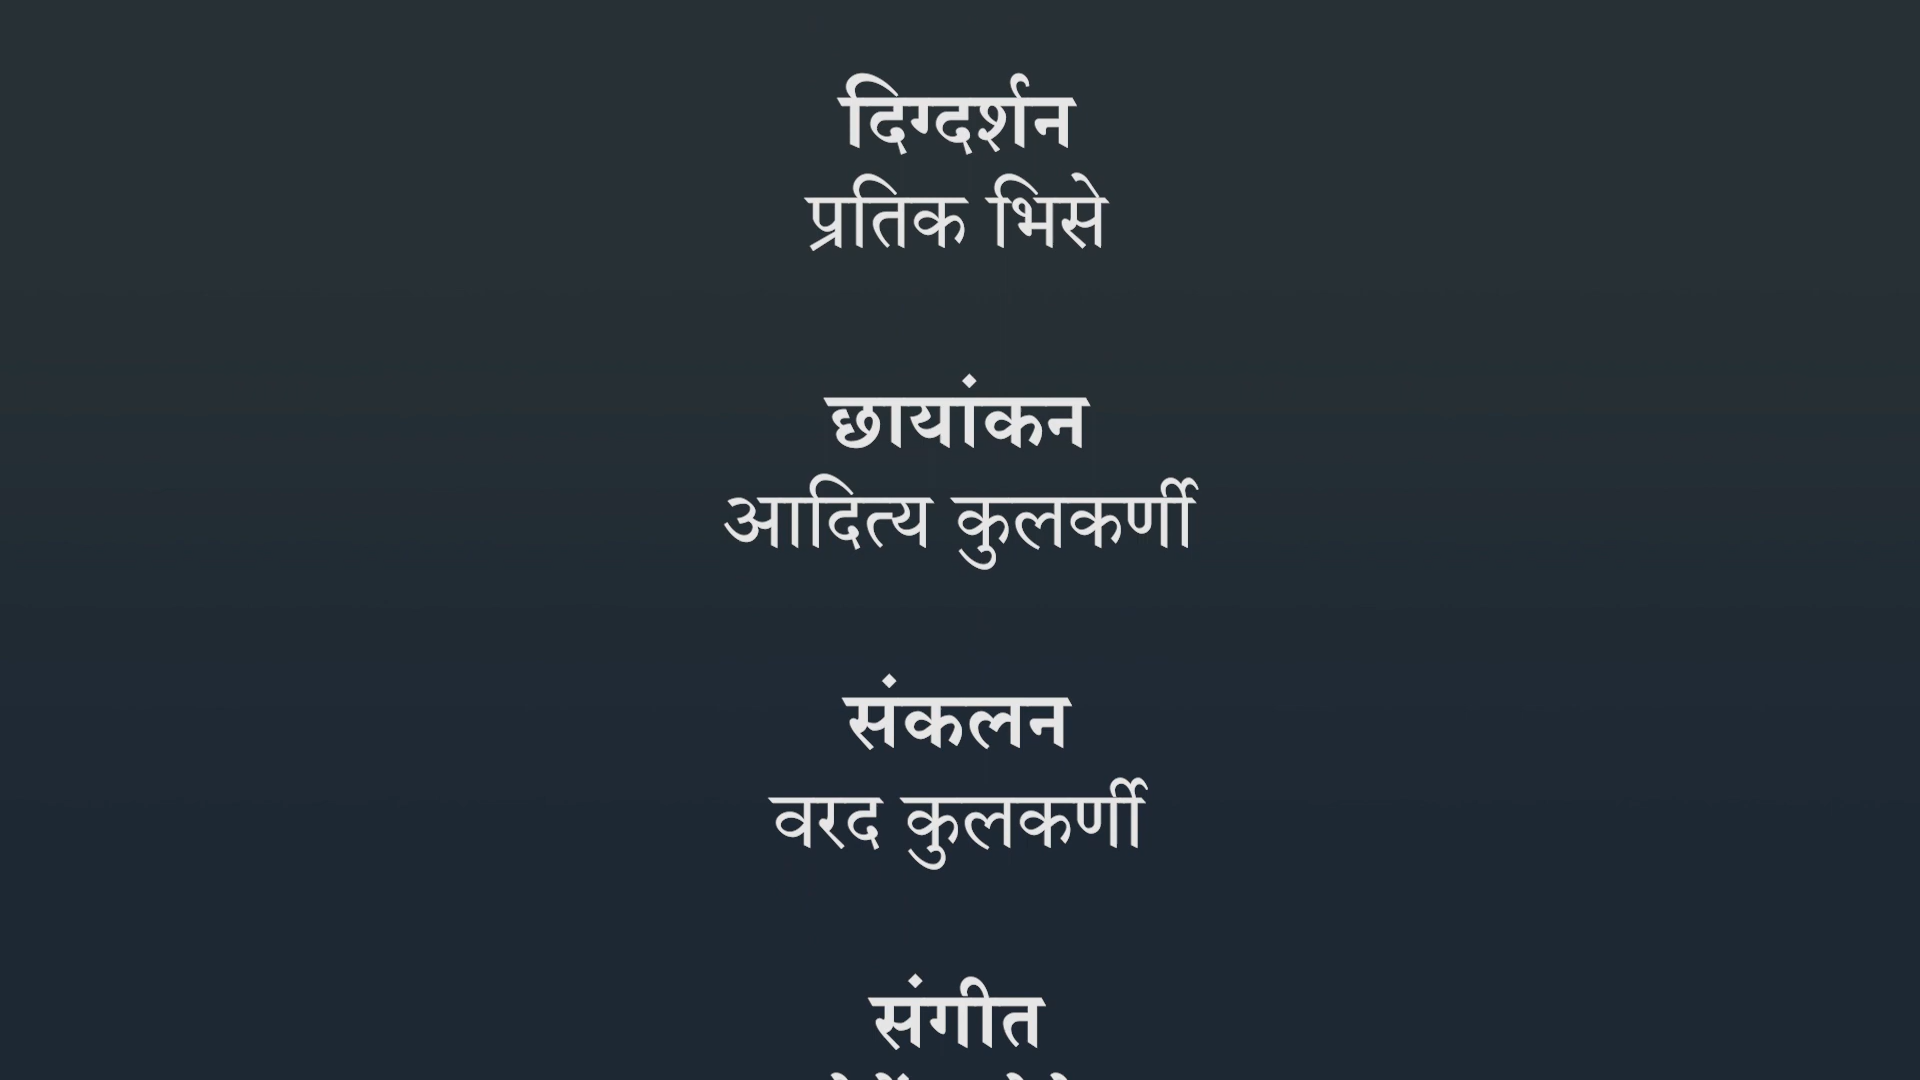 दिग्दर्शन
प्रतिक भिसे
छायांकन
आदित्य कुलकर्णी
संकलन
वरद कुलकर्णी
संगीत